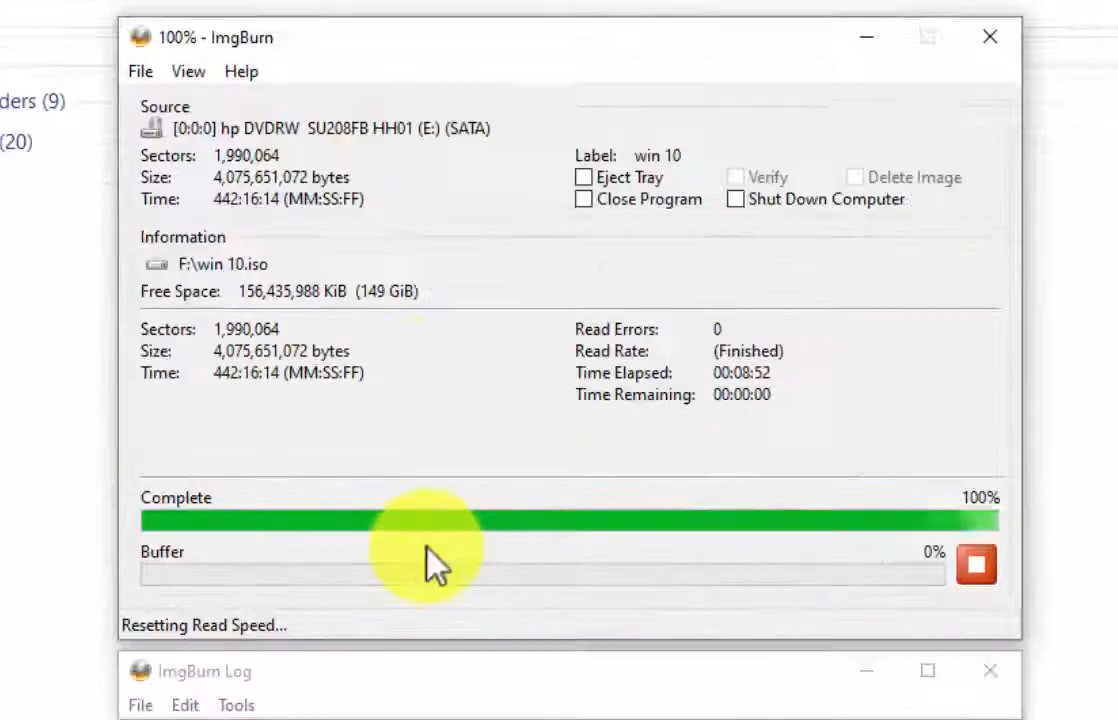 100% - ImgBurn
File View Help
ders (9)
(20)
Source
[0:0:0] hp DVDRW SU208FB HH01 (E:) (SATA)
Sectors: 1,990,064
Size: 4,075,651,072 bytes
Time: 442:16:14 (MM:SS:FF)
Label: win 10
Eject Tray Verify Delete Image
Close Program Shut Down Computer
Information
F:\win 10.iso
Free Space: 156,435,988 KiB (149 GiB)
Sectors: 1,990,064
Size: 4,075,651,072 bytes
Time: 442:16:14 (MM:SS:FF)
Read Errors: 0
Read Rate: (Finished)
Time Elapsed: 00:08:52
Time Remaining: 00:00:00
Complete 100%
Buffer 0%
Resetting Read Speed...
ImgBurn Log
File Edit Tools